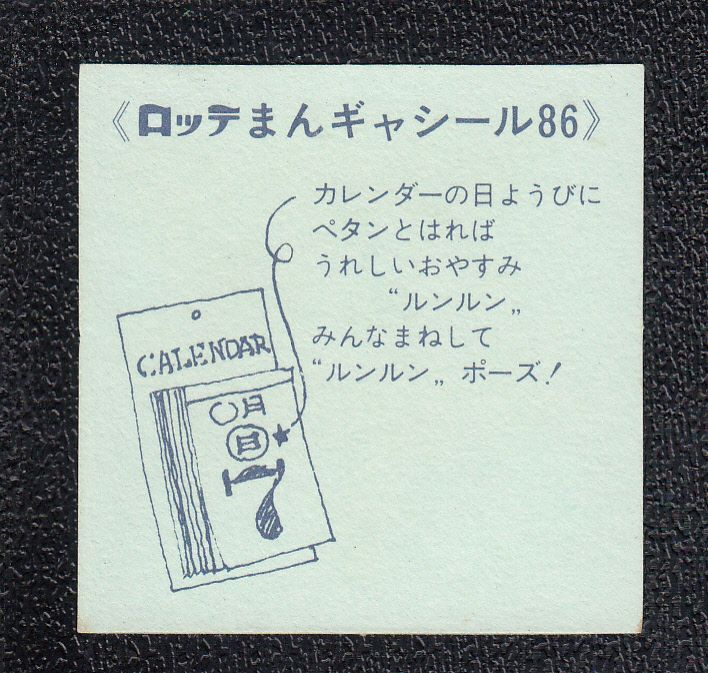 《ロッテまんギャシール86》
カレンダーの日ようびに
ペタンとはれば
うれしいおやすみ
“ルンルン„
みんなまねして
“ルンルン„ ポーズ!
CALENDAR
〇月
日★
7